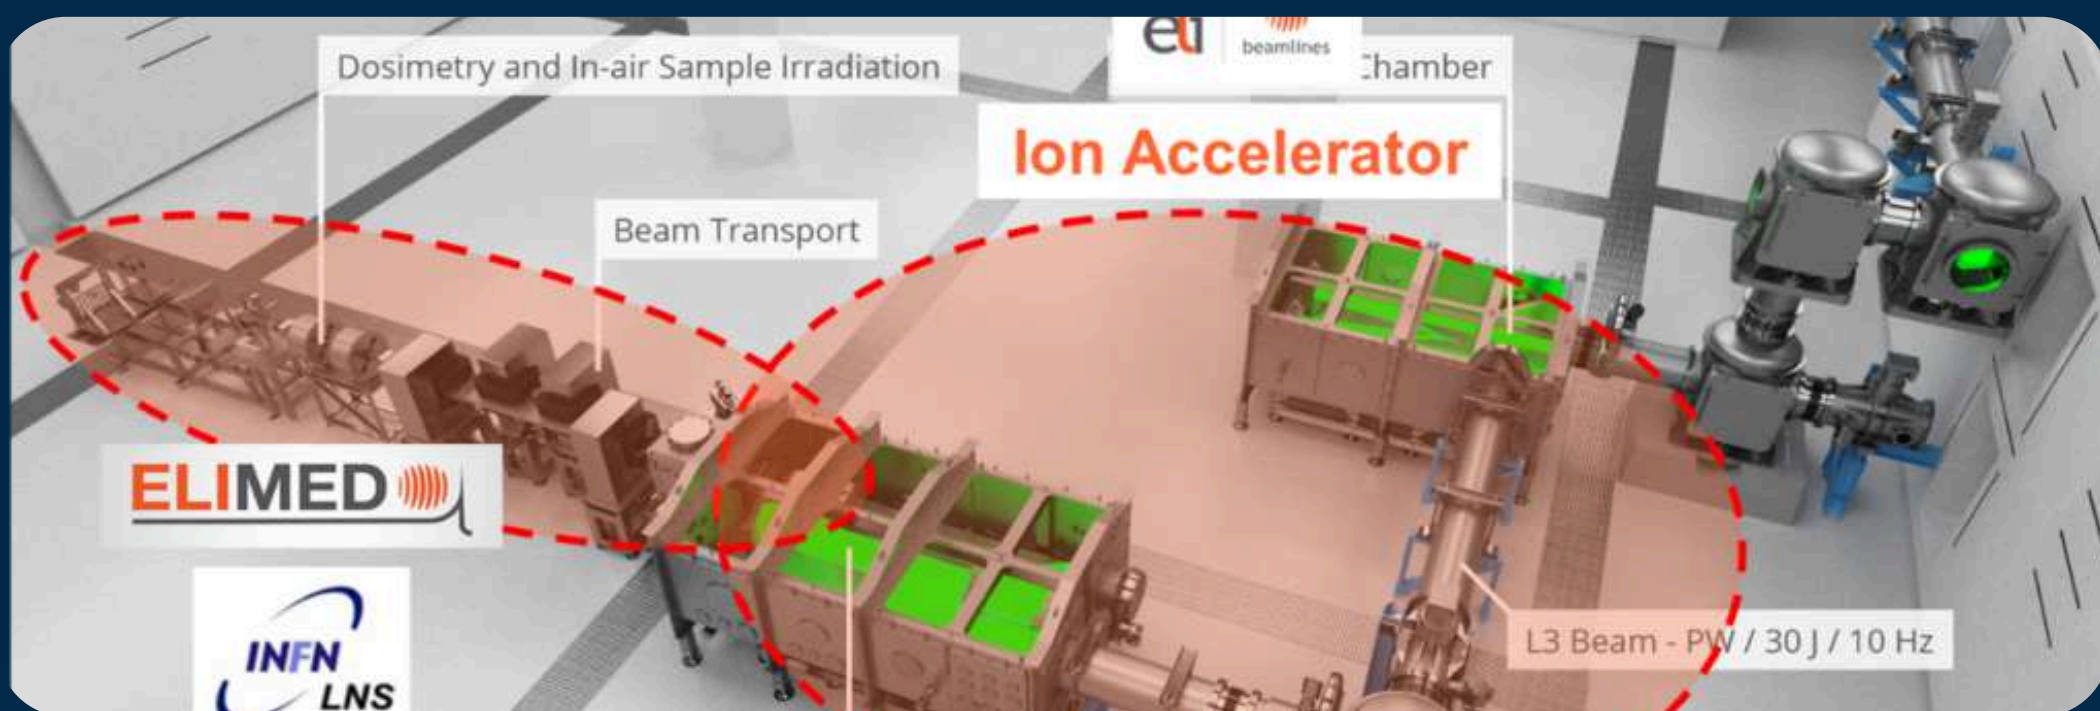 eli
beamlines
Dosimetry and In-air Sample Irradiation
Chamber
Ion Accelerator
Beam Transport
ELIMED
INFN
LNS
L3 Beam - PW / 30 J / 10 Hz